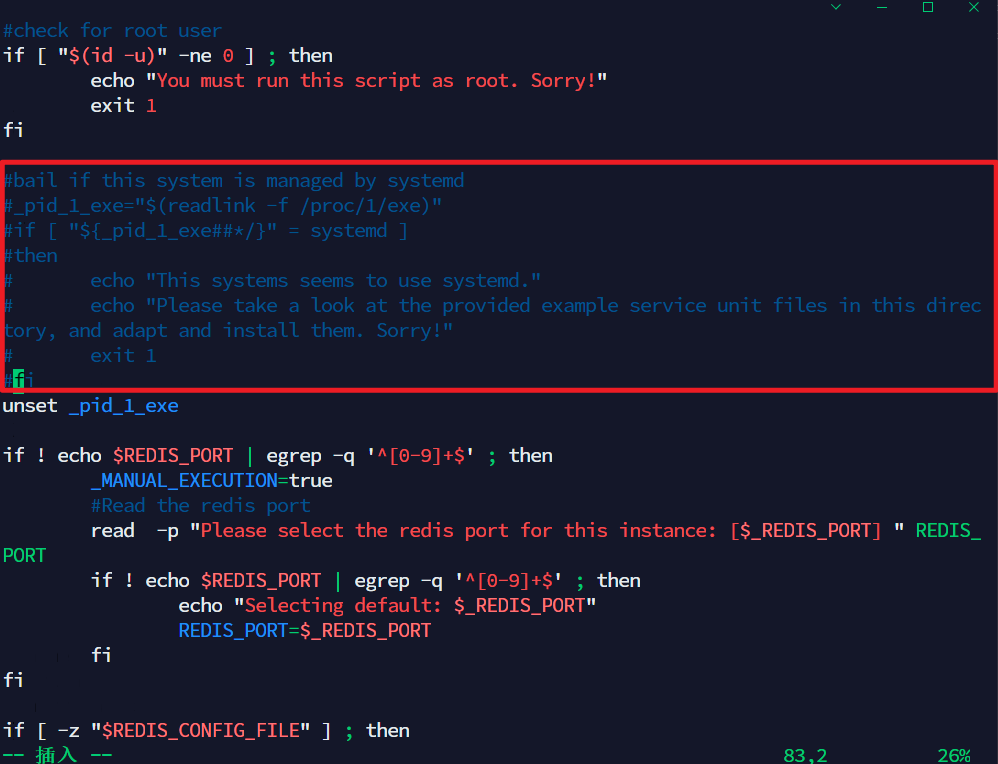 #check for root user
if [ "$(id -u)" -ne 0 ] ; then
        echo "You must run this script as root. Sorry!"
        exit 1
fi

#bail if this system is managed by systemd
#_pid_1_exe="$(readlink -f /proc/1/exe)"
#if [ "${_pid_1_exe##*/}" = systemd ]
#then
#       echo "This systems seems to use systemd."
#       echo "Please take a look at the provided example service unit files in this direc
tory, and adapt and install them. Sorry!"
#       exit 1
#fi
unset _pid_1_exe

if ! echo $REDIS_PORT | egrep -q '^[0-9]+$' ; then
        _MANUAL_EXECUTION=true
        #Read the redis port
        read  -p "Please select the redis port for this instance: [$_REDIS_PORT] " REDIS_
PORT
        if ! echo $REDIS_PORT | egrep -q '^[0-9]+$' ; then
                echo "Selecting default: $_REDIS_PORT"
                REDIS_PORT=$_REDIS_PORT
        fi
fi

if [ -z "$REDIS_CONFIG_FILE" ] ; then
-- 插入 --                                                             83,2          26%